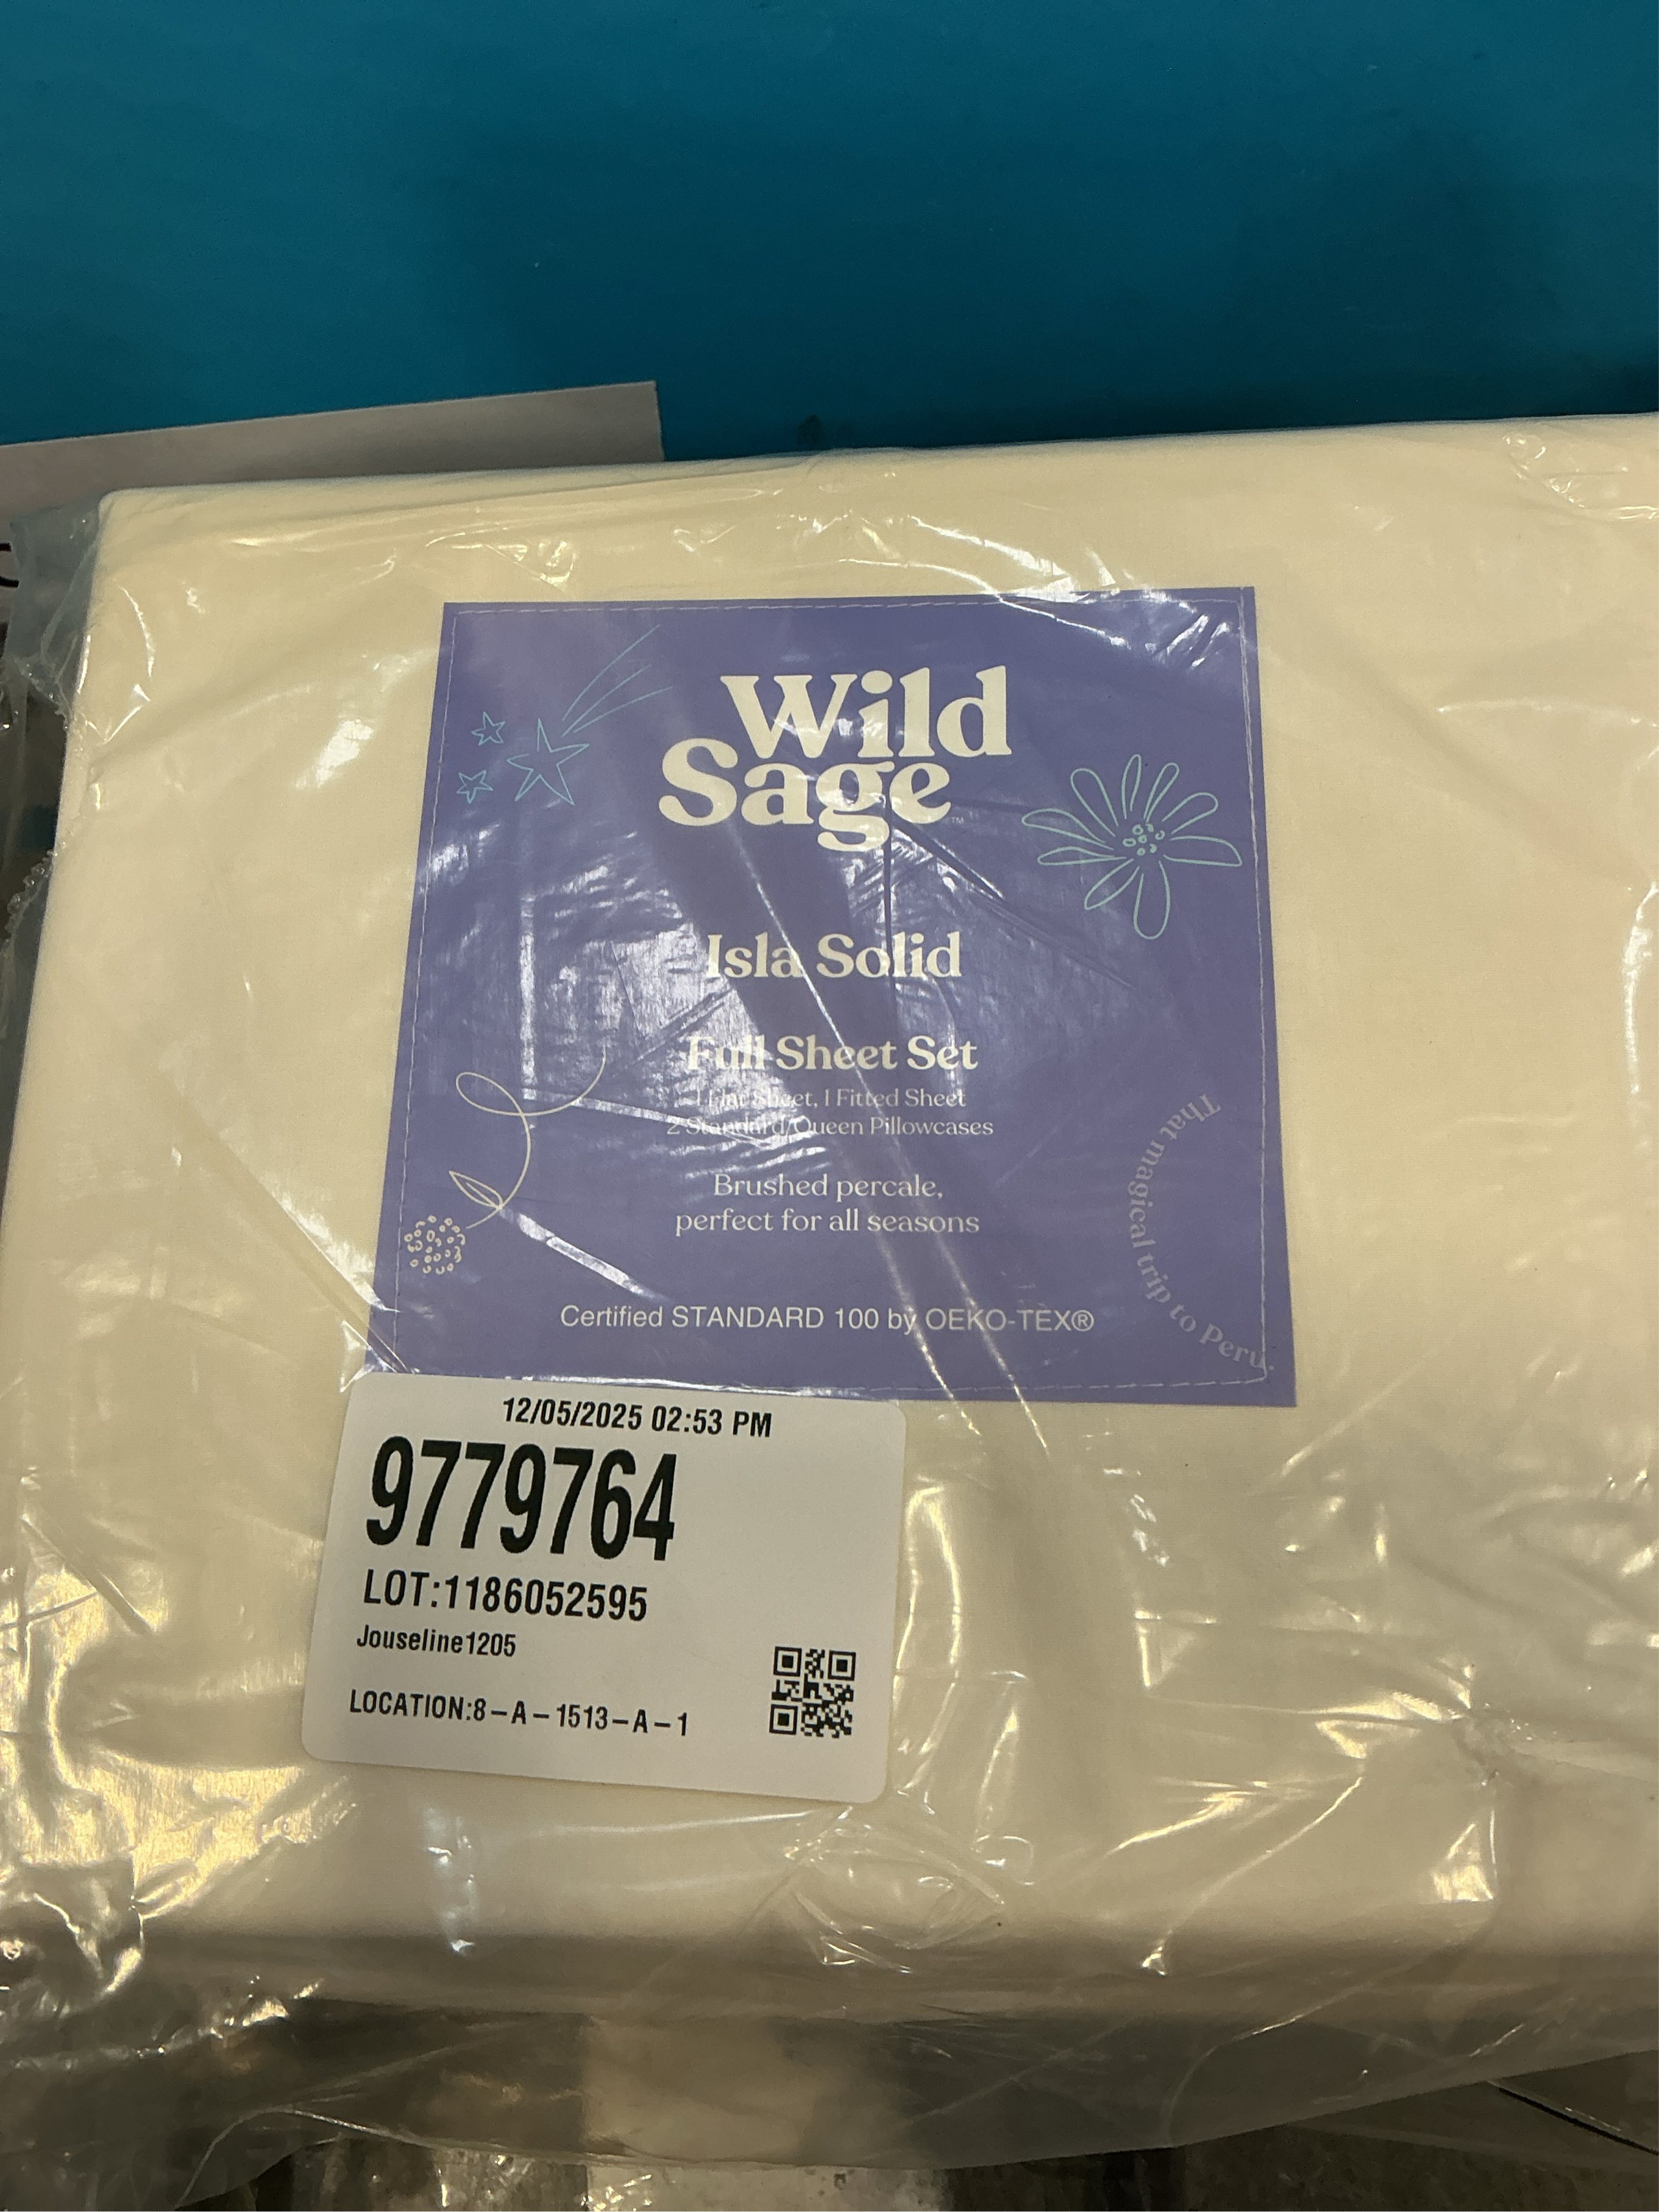 Wild
Sage™
Isla Solid
Full Sheet Set
1 Flat Sheet, 1 Fitted Sheet
2 Standard/Queen Pillowcases
Brushed percale,
perfect for all seasons
That magical trip to Peru.
Certified STANDARD 100 by OEKO-TEX®
12/05/2025 02:53 PM
9779764
LOT:1186052595
Jouseline1205
LOCATION:8-A-1513-A-1